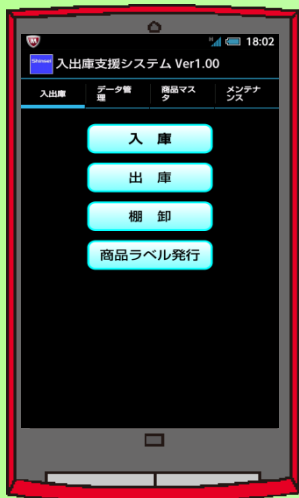 18:02
Shinsei
入出庫支援システム Ver1.00
入出庫
データ管
理
商品マス
タ
メンテナ
ンス
入 庫
出 庫
棚 卸
商品ラベル発行